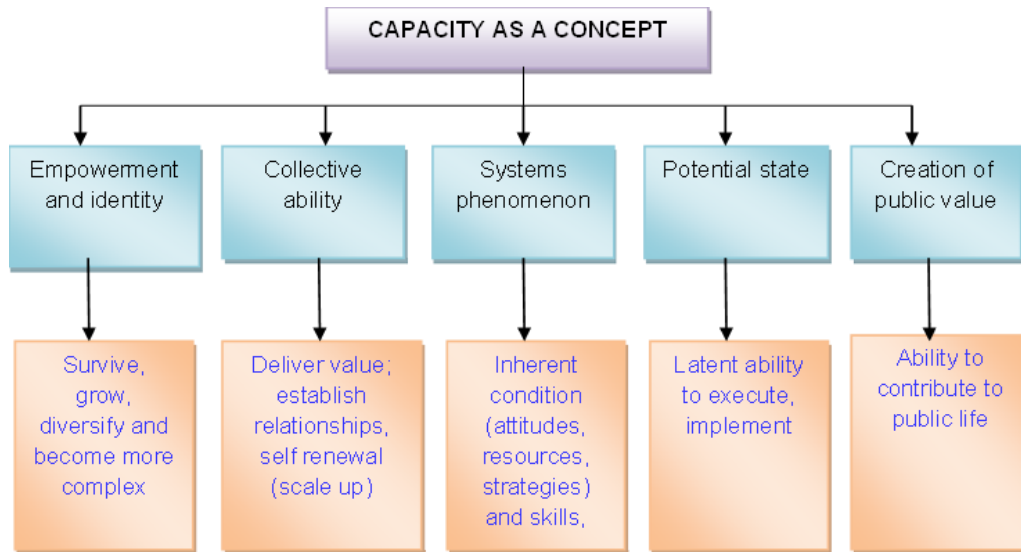 CAPACITY AS A CONCEPT
Empowerment
and identity
Collective
ability
Systems
phenomenon
Potential state
Creation of
public value
Survive,
grow,
diversify and
become more
complex
Deliver value;
establish
relationships,
self renewal
(scale up)
Inherent
condition
(attitudes,
resources,
strategies)
and skills,
Latent ability
to execute,
implement
Ability to
contribute to
public life